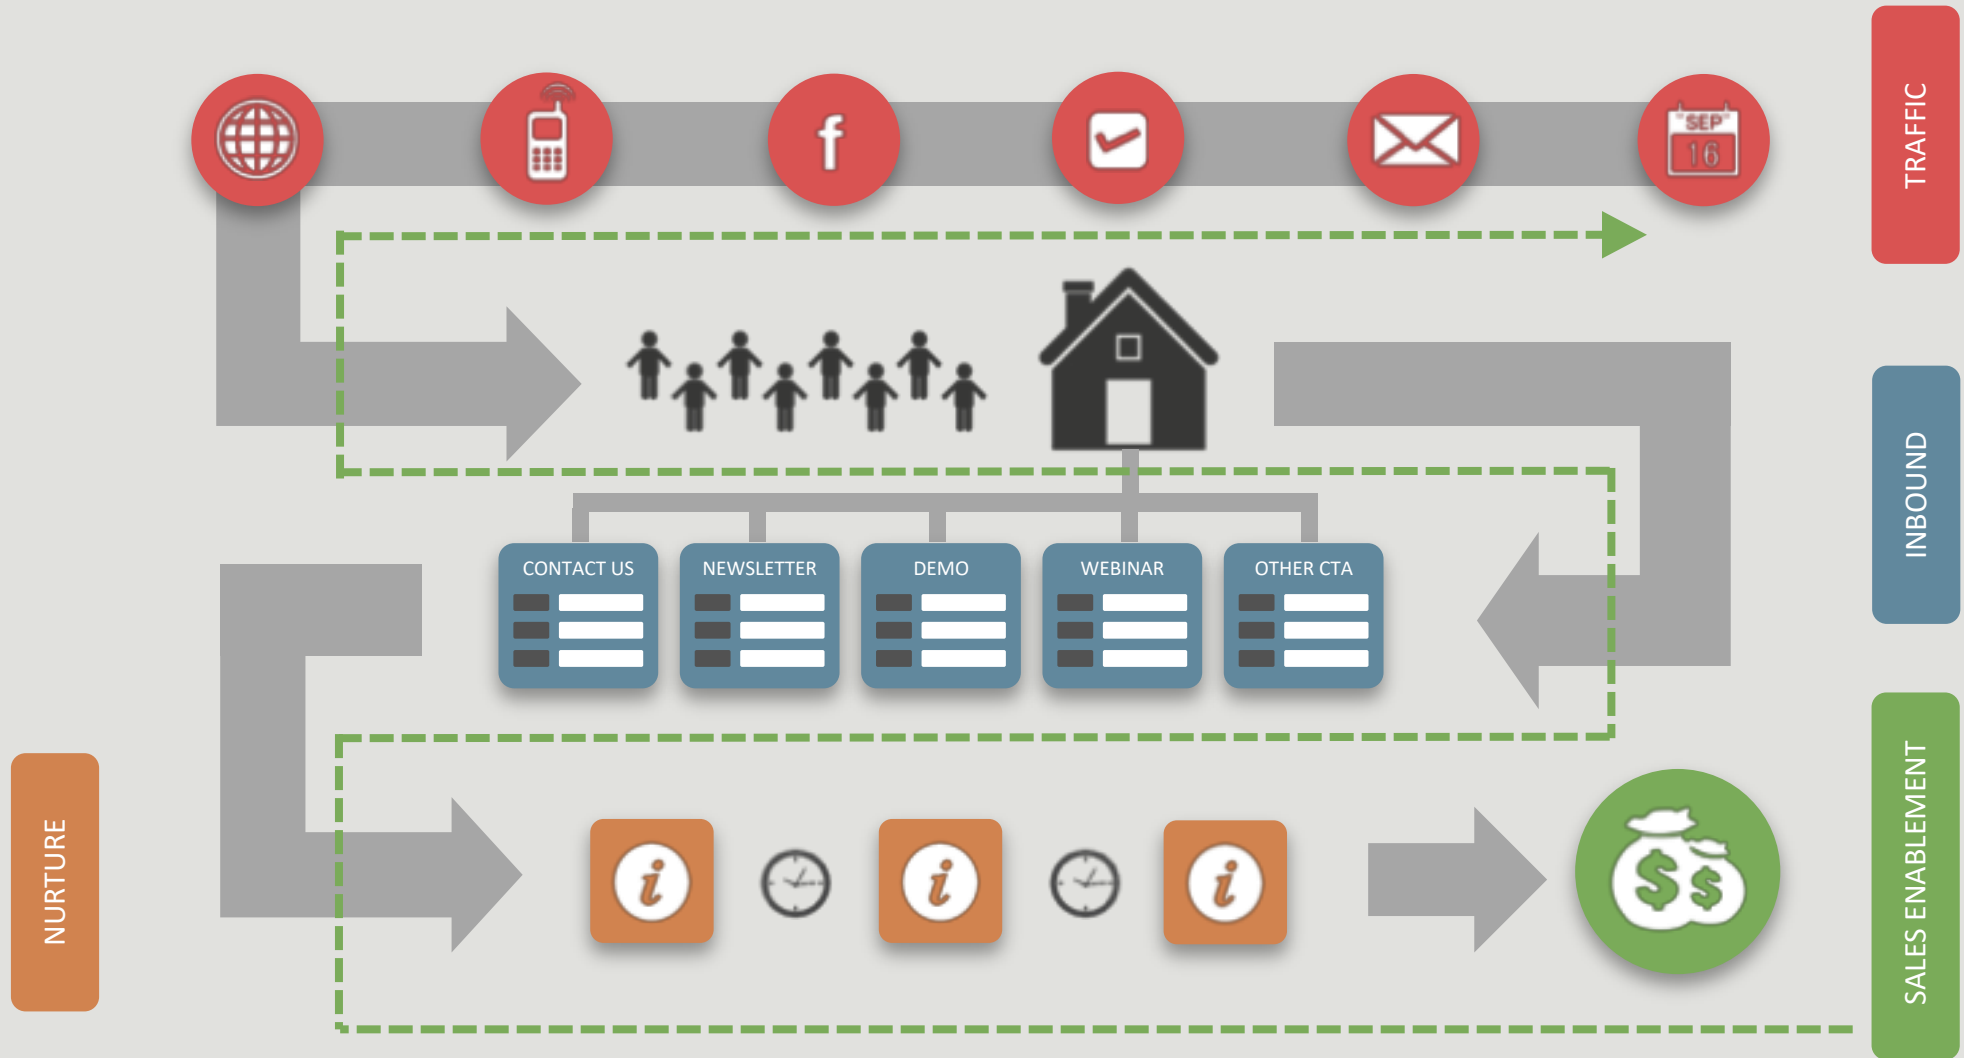 TRAFFIC
f
SEP
16
INBOUND
CONTACT US
NEWSLETTER
DEMO
WEBINAR
OTHER CTA
NURTURE
i
i
i
$
$
SALES ENABLEMENT